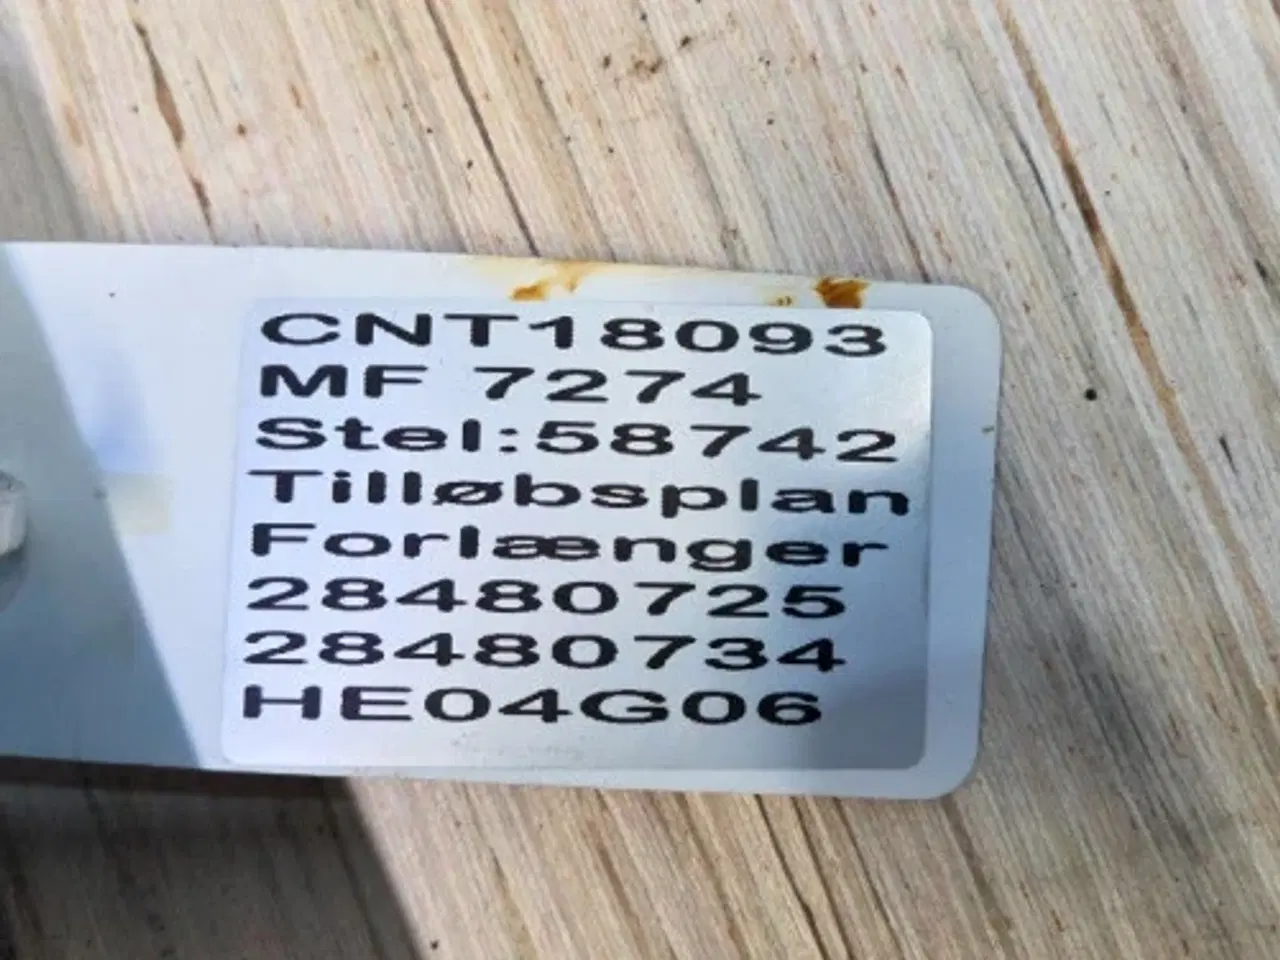 CNT18093
MF 7274
Stel:58742
Tilløbsplan
Forlænger
28480725
28480734
HE04G06